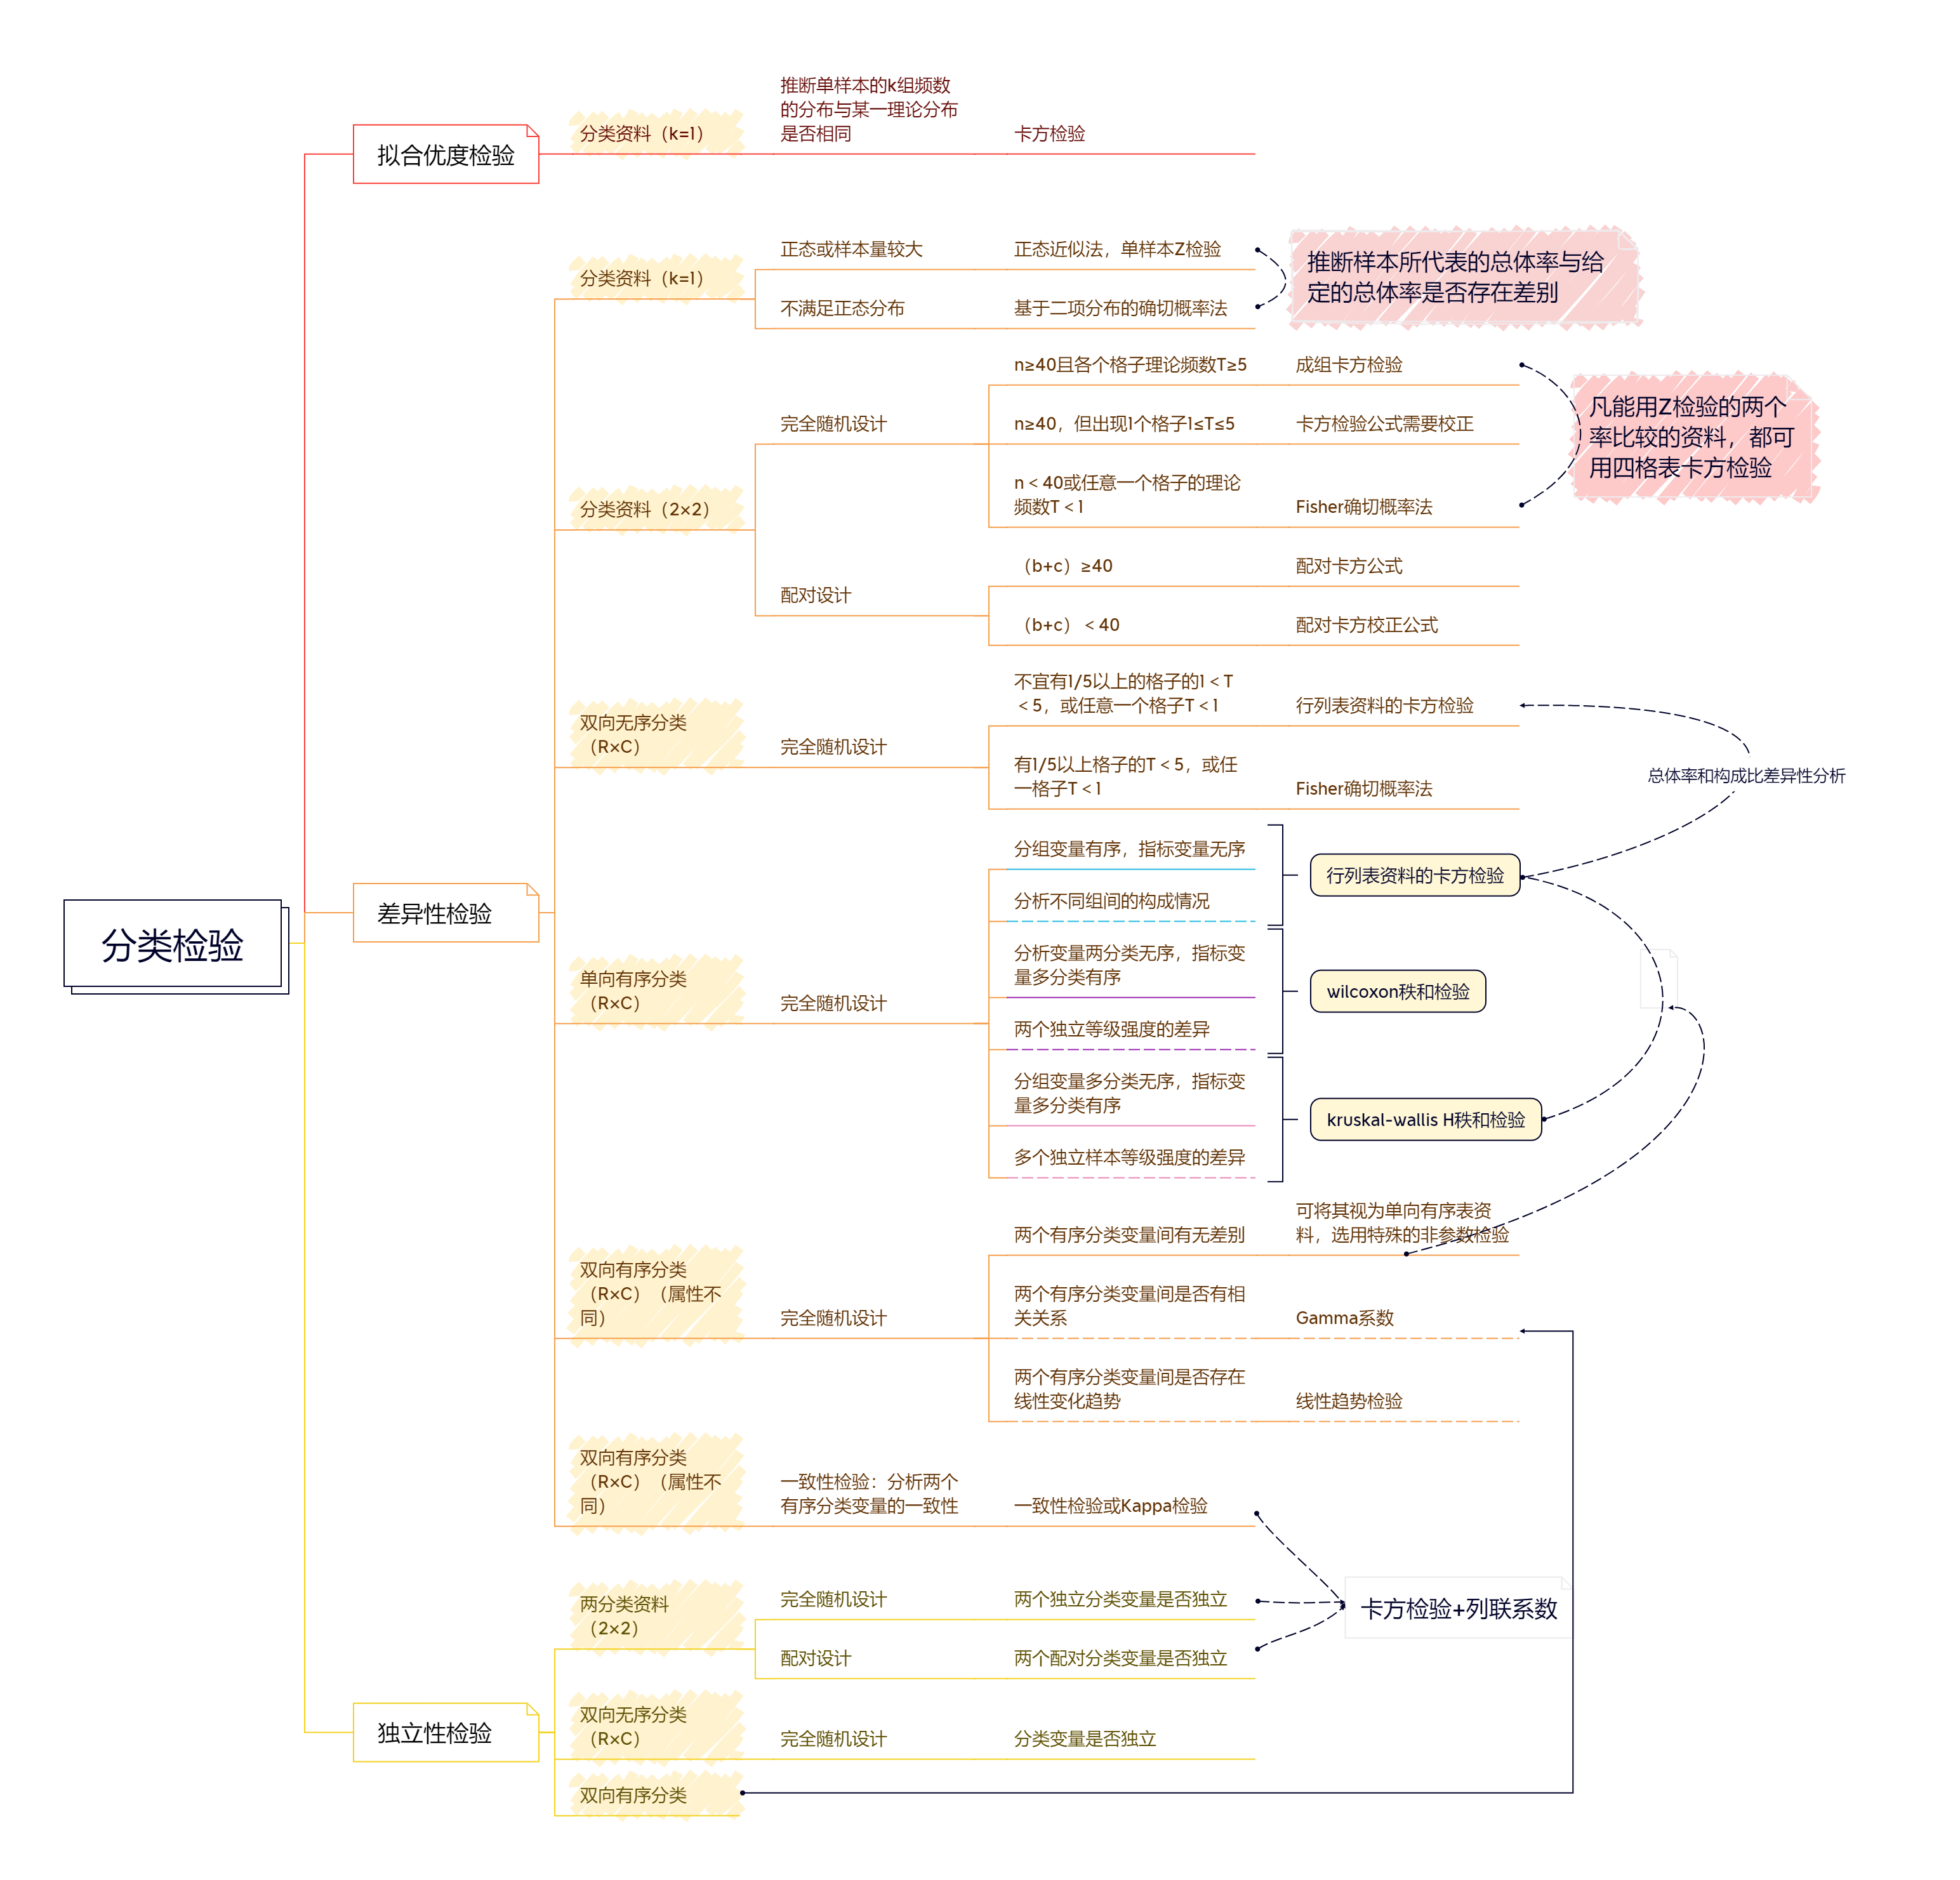 分类检验
拟合优度检验
分类资料（k=1）
推断单样本的k组频数
的分布与某一理论分布
是否相同
卡方检验
差异性检验
分类资料（k=1）
正态或样本量较大
正态近似法，单样本Z检验
不满足正态分布
基于二项分布的确切概率法
推断样本所代表的总体率与给
定的总体率是否存在差别
分类资料（2×2）
完全随机设计
n≥40且各个格子理论频数T≥5
成组卡方检验
n≥40，但出现1个格子1≤T≤5
卡方检验公式需要校正
n＜40或任意一个格子的理论
频数T＜1
Fisher确切概率法
凡能用Z检验的两个
率比较的资料，都可
用四格表卡方检验
配对设计
（b+c）≥40
配对卡方公式
（b+c）＜40
配对卡方校正公式
双向无序分类
（R×C）
完全随机设计
不宜有1/5以上的格子的1＜T
＜5，或任意一个格子T＜1
行列表资料的卡方检验
有1/5以上格子的T＜5，或任
一格子T＜1
Fisher确切概率法
总体率和构成比差异性分析
单向有序分类
（R×C）
完全随机设计
分组变量有序，指标变量无序
分析不同组间的构成情况
行列表资料的卡方检验
分析变量两分类无序，指标变
量多分类有序
两个独立等级强度的差异
wilcoxon秩和检验
分组变量多分类无序，指标变
量多分类有序
多个独立样本等级强度的差异
kruskal-wallis H秩和检验
双向有序分类
（R×C）（属性不
同）
完全随机设计
两个有序分类变量间有无差别
可将其视为单向有序表资
料，选用特殊的非参数检验
两个有序分类变量间是否有相
关关系
Gamma系数
两个有序分类变量间是否存在
线性变化趋势
线性趋势检验
双向有序分类
（R×C）（属性不
同）
一致性检验：分析两个
有序分类变量的一致性
一致性检验或Kappa检验
独立性检验
两分类资料
（2×2）
完全随机设计
两个独立分类变量是否独立
配对设计
两个配对分类变量是否独立
卡方检验+列联系数
双向无序分类
（R×C）
完全随机设计
分类变量是否独立
双向有序分类